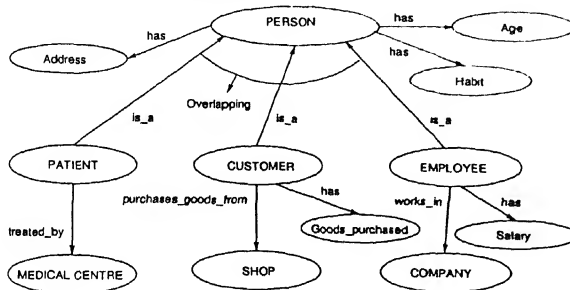 PERSON
has
has
Age
Address
has
Habit
Overlapping
is_a
is_a
is_a
PATIENT
CUSTOMER
EMPLOYEE
purchases_goods_from
has
works_in
has
treated_by
Goods_purchased
Salary
MEDICAL CENTRE
SHOP
COMPANY